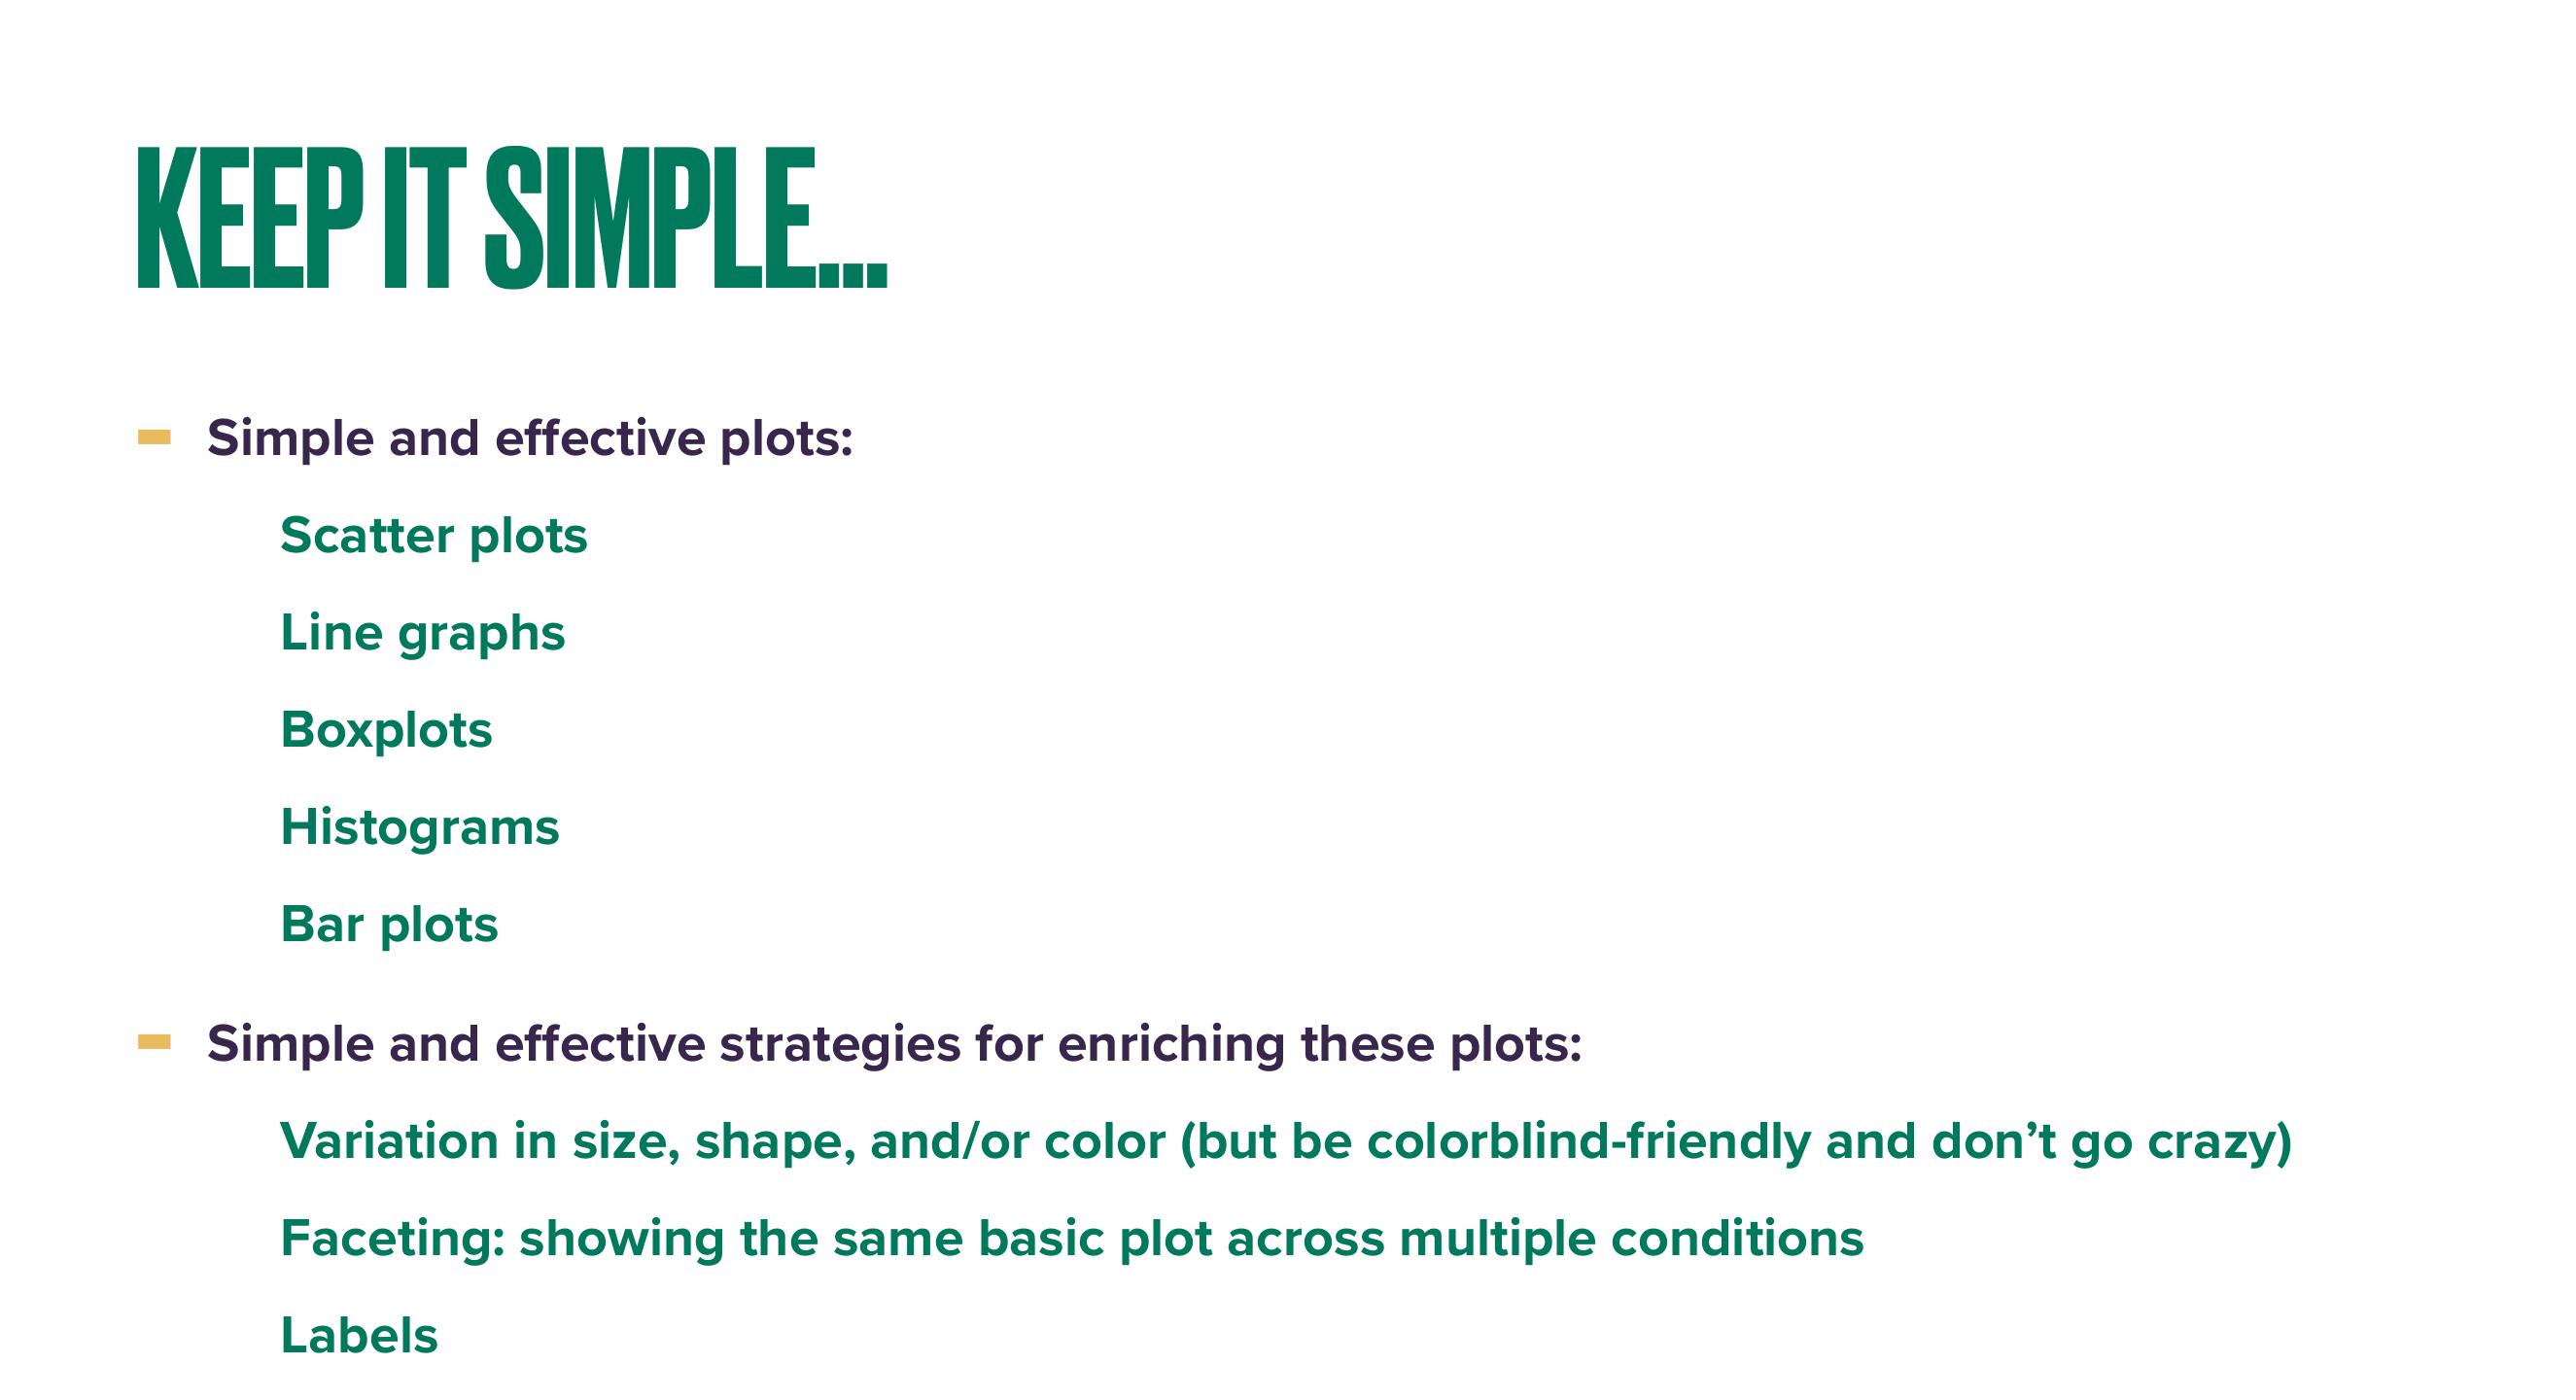 KEEP IT SIMPLE...
Simple and effective plots:
Scatter plots
Line graphs
Boxplots
Histograms
Bar plots
Simple and effective strategies for enriching these plots:
Variation in size, shape, and/or color (but be colorblind-friendly and don’t go crazy)
Faceting: showing the same basic plot across multiple conditions
Labels